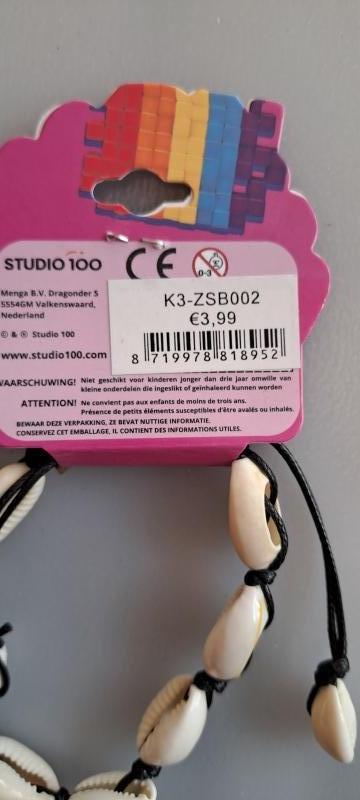 STUDIO 100
CE
0-3
Menga B.V. Dragonder 5
5554GM Valkenswaard,
Nederland
© & ® Studio 100
www.studio100.com
K3-ZSB002
€3,99
8 719978 818952
WAARSCHUWING! Niet geschikt voor kinderen jonger dan drie jaar omwille van
kleine onderdelen die ingeslikt of geïnhaleerd kunnen worden
ATTENTION! Ne convient pas aux enfants de moins de trois ans.
Présence de petits éléments susceptibles d'être avalés ou inhalés.
BEWAAR DEZE VERPAKKING, ZE BEVAT NUTTIGE INFORMATIE.
CONSERVEZ CET EMBALLAGE, IL CONTIENT DES INFORMATIONS UTILES.